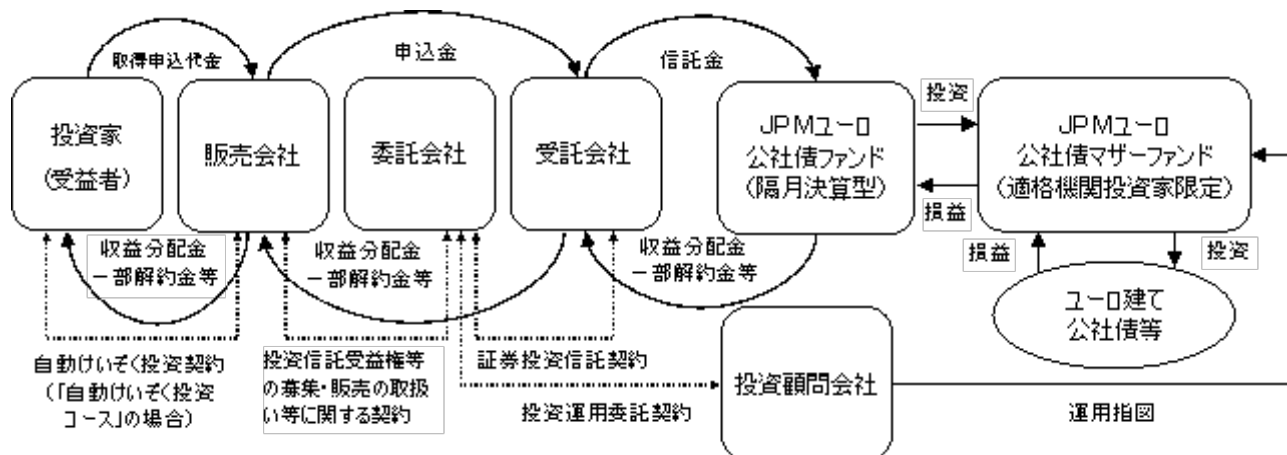 取得申込代金
申込金
信託金
投資家
(受益者)
販売会社
委託会社
受託会社
JPMユーロ
公社債ファンド
(隔月決算型)
投資
損益
JPMユーロ
公社債マザーファンド
(適格機関投資家限定)
収益分配金
一部解約金等
収益分配金
一部解約金等
収益分配金
一部解約金等
損益
投資
ユーロ建て
公社債等
自動けいぞく投資契約
(「自動けいぞく投資
コース」の場合)
投資信託受益権等
の募集・販売の取扱
い等に関する契約
証券投資信託契約
投資運用委託契約
投資顧問会社
運用指図